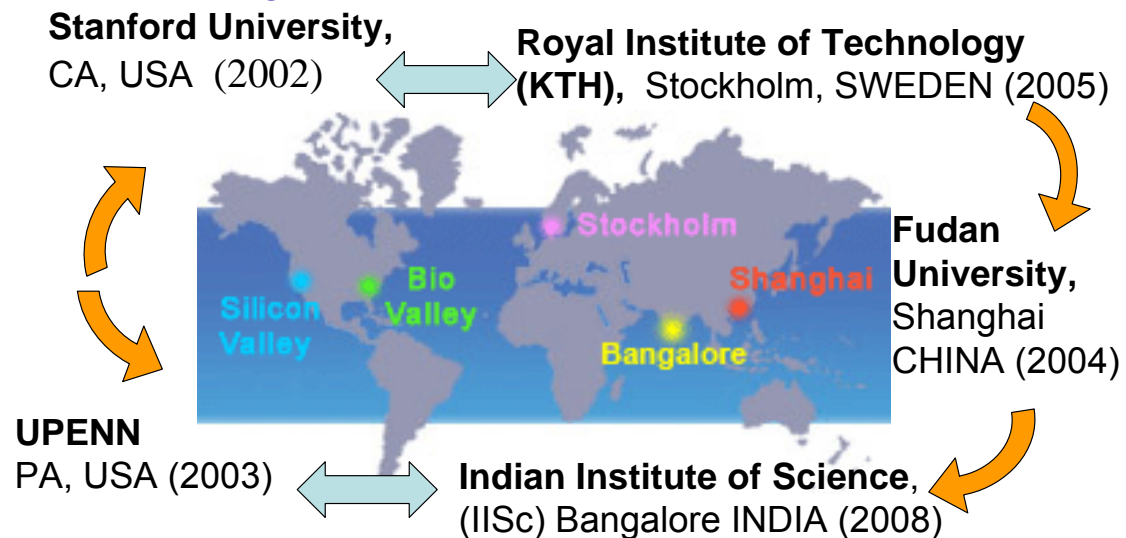 Stanford University,
CA, USA (2002)
Royal Institute of Technology
(KTH), Stockholm, SWEDEN (2005)
Stockholm
Shanghai
Bio
Valley
Silicon
Valley
Bangalore
Fudan
University,
Shanghai
CHINA (2004)
UPENN
PA, USA (2003)
Indian Institute of Science,
(IISc) Bangalore INDIA (2008)